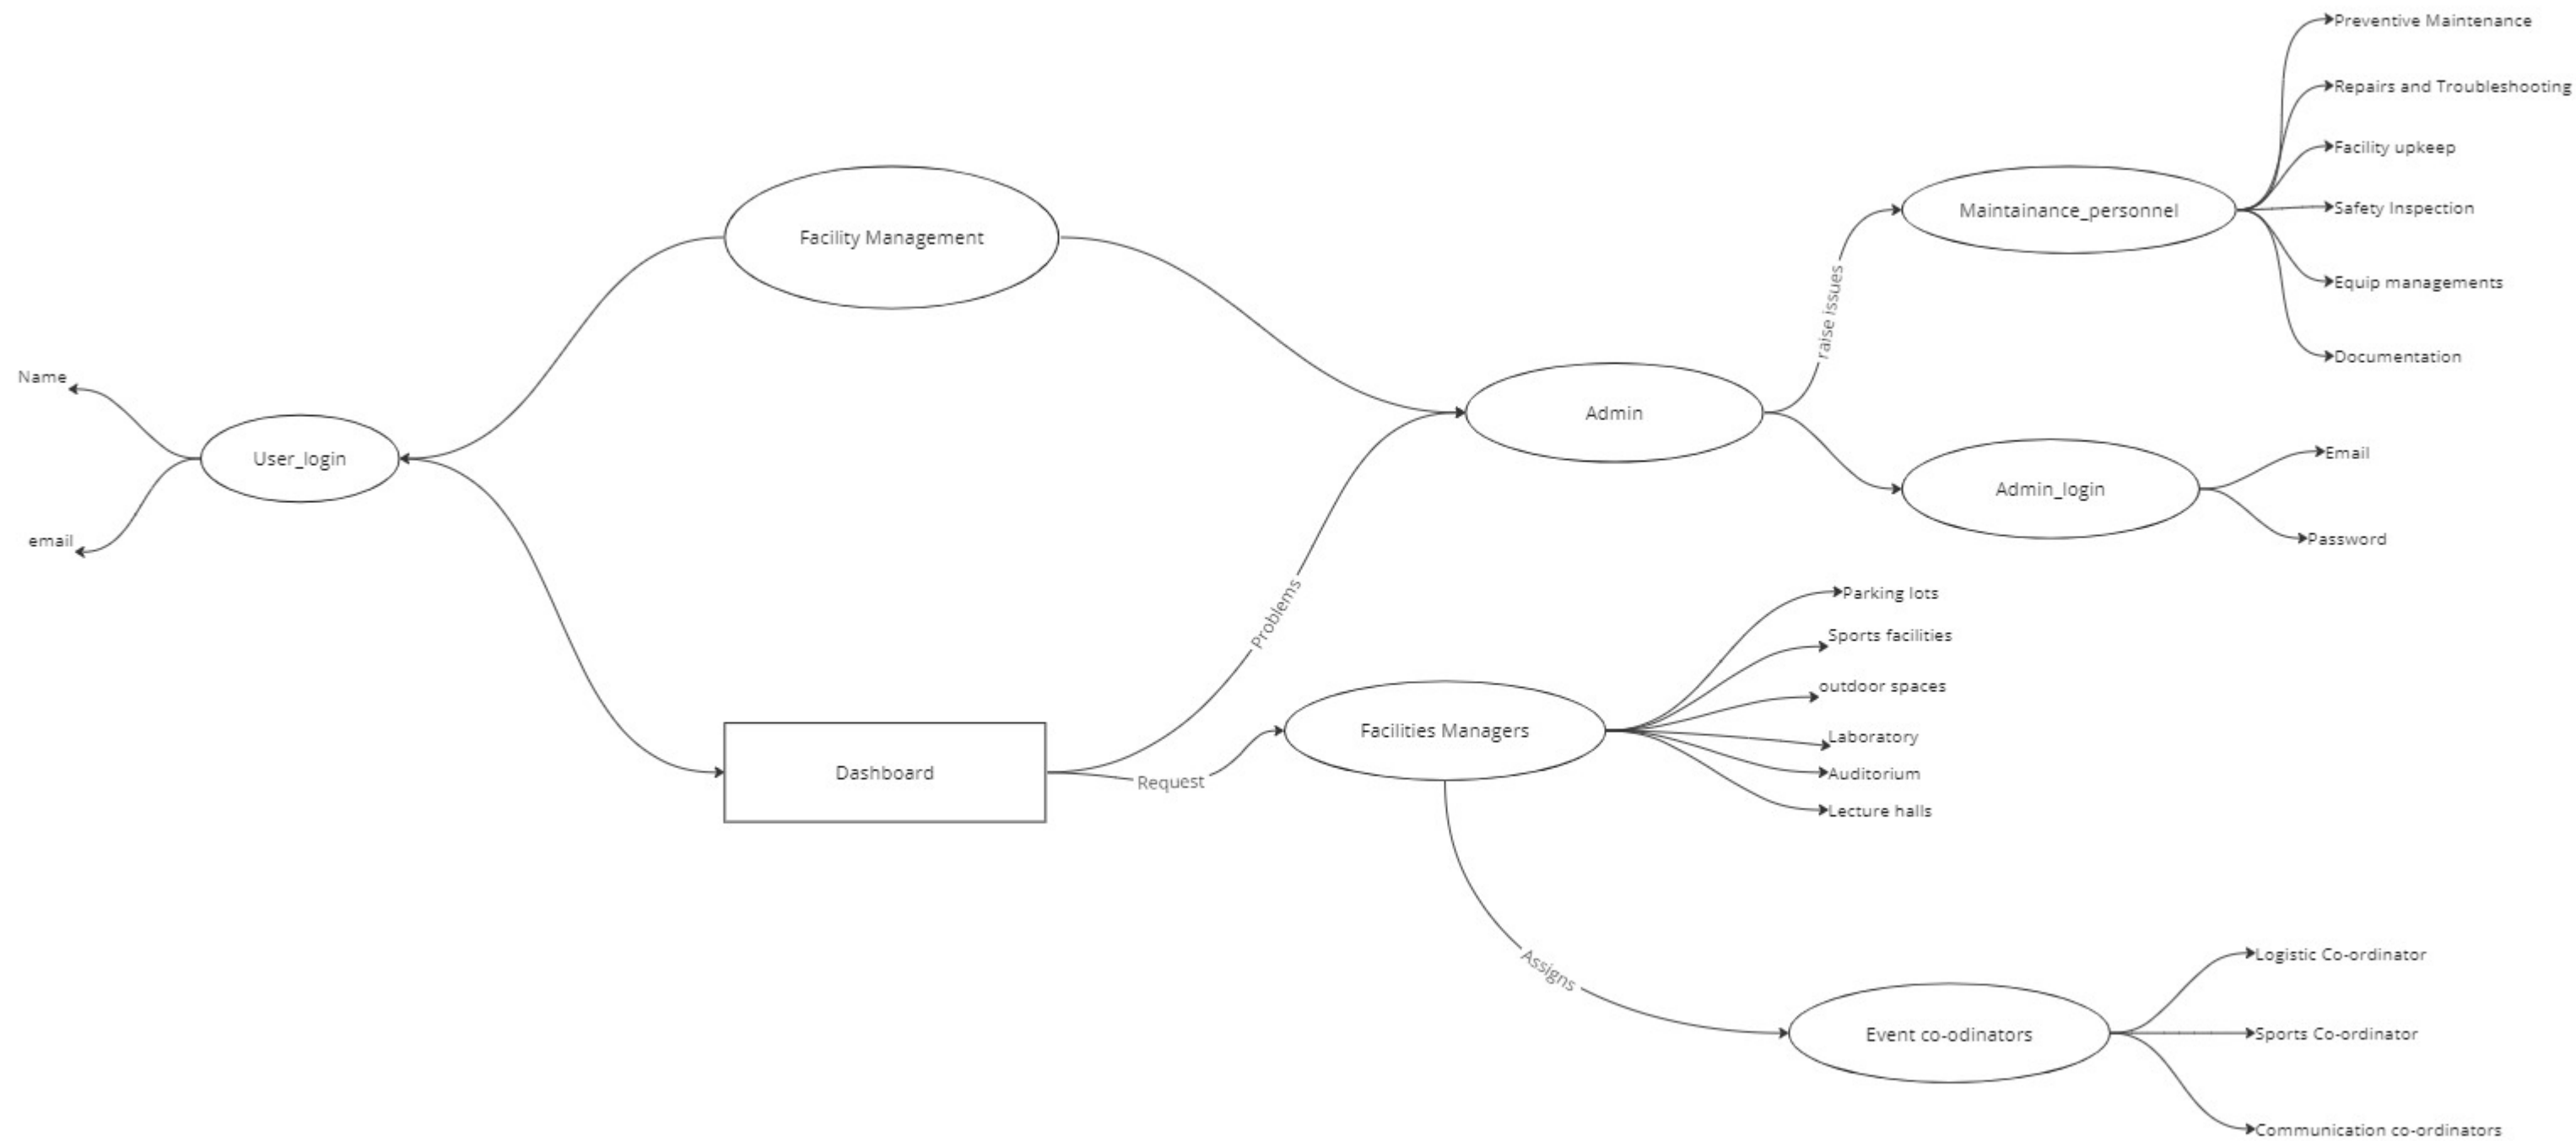 Preventive Maintenance
Repairs and Troubleshooting
Facility upkeep
Maintainance_personnel
Safety Inspection
Facility Management
Equip managements
raise issues
Documentation
Name
Admin
User_login
Email
Admin_login
email
Password
Parking lots
Problems
Sports facilities
outdoor spaces
Facilities Managers
Laboratory
Dashboard
Request
Auditorium
Lecture halls
Assigns
Logistic Co-ordinator
Event co-odinators
Sports Co-ordinator
Communication co-ordinators